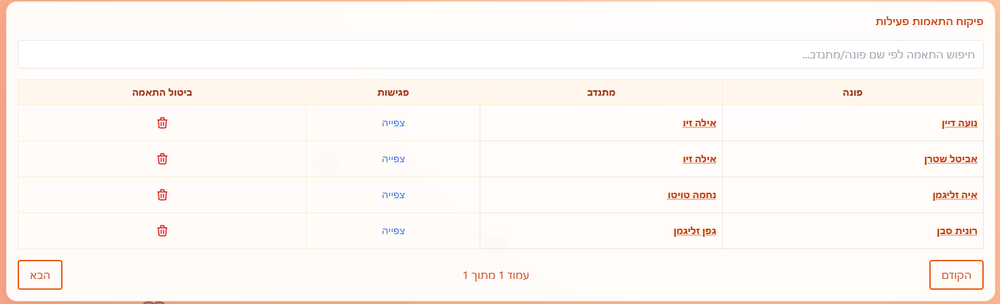 פיקוח התאמות פעילות
חיפוש התאמה לפי שם פונה/מתנדב...
פונה מתנדב פגישות ביטול התאמה
נועה דיין אילה זיו צפייה
אביטל שטרן אילה זיו צפייה
איה זליגמן נחמה טויטו צפייה
רונית סבן גפן זליגמן צפייה
הקודם עמוד 1 מתוך 1 הבא